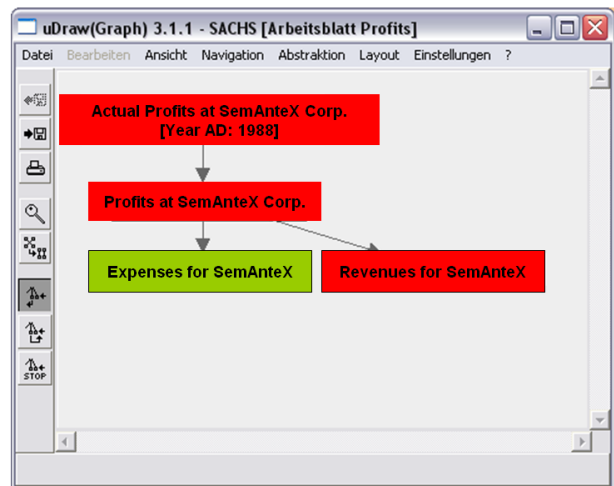 uDraw(Graph) 3.1.1 - SACHS [Arbeitsblatt Profits]
Datei Bearbeiten Ansicht Navigation Abstraktion Layout Einstellungen ?
Actual Profits at SemAnteX Corp.
[Year AD: 1988]
Profits at SemAnteX Corp.
Expenses for SemAnteX
Revenues for SemAnteX
STOP